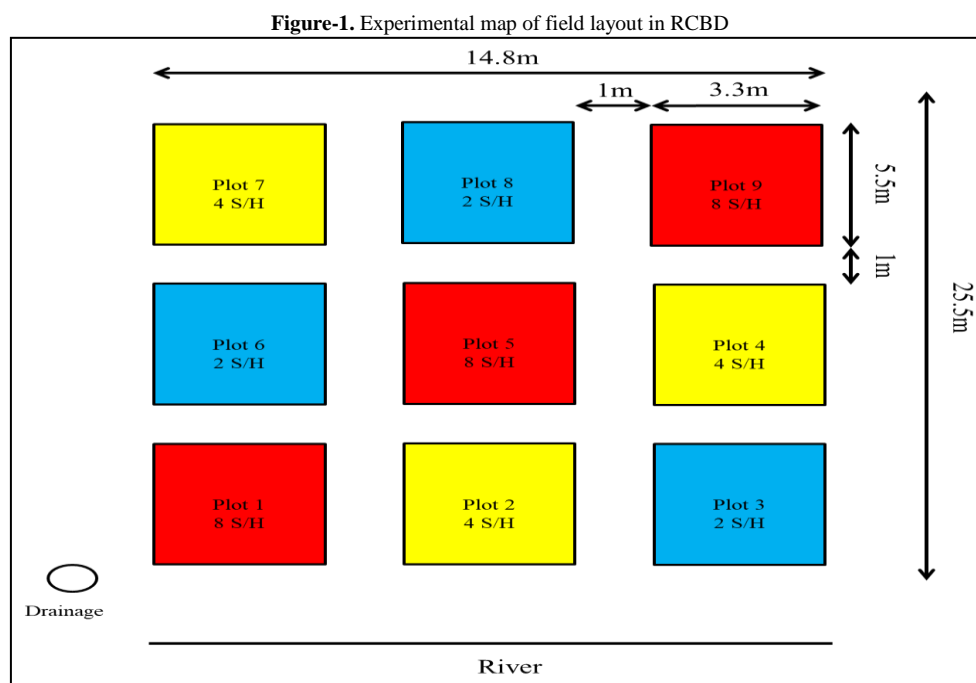 Figure-1. Experimental map of field layout in RCBD
14.8m
1m
3.3m
Plot 7
4 S/H
Plot 8
2 S/H
Plot 9
8 S/H
5.5m
1m
25.5m
Plot 6
2 S/H
Plot 5
8 S/H
Plot 4
4 S/H
Plot 1
8 S/H
Plot 2
4 S/H
Plot 3
2 S/H
Drainage
River